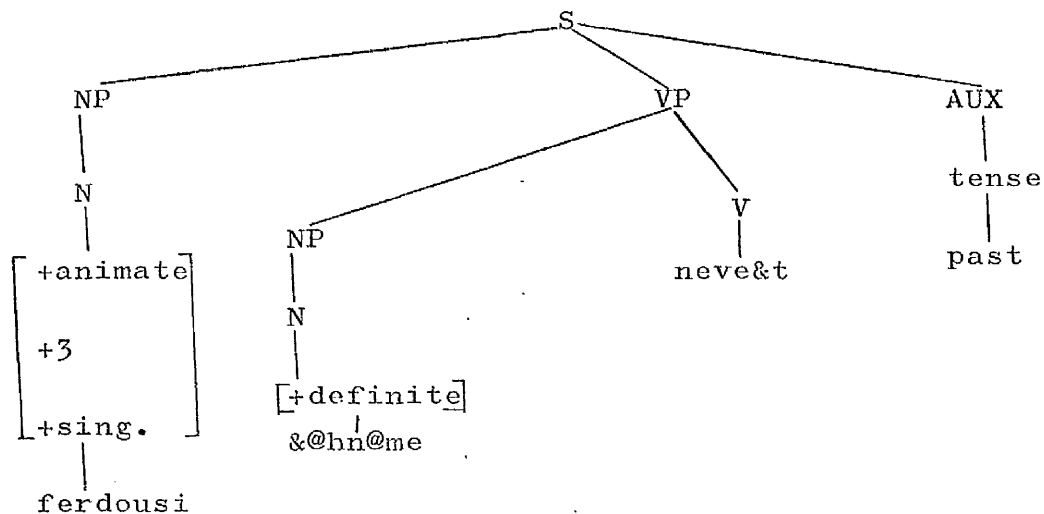 S
NP VP AUX
N tense
NP V
[+animate neve&t past
N
+3
[+definite]
+sing.]
&@hn@me
ferdousi